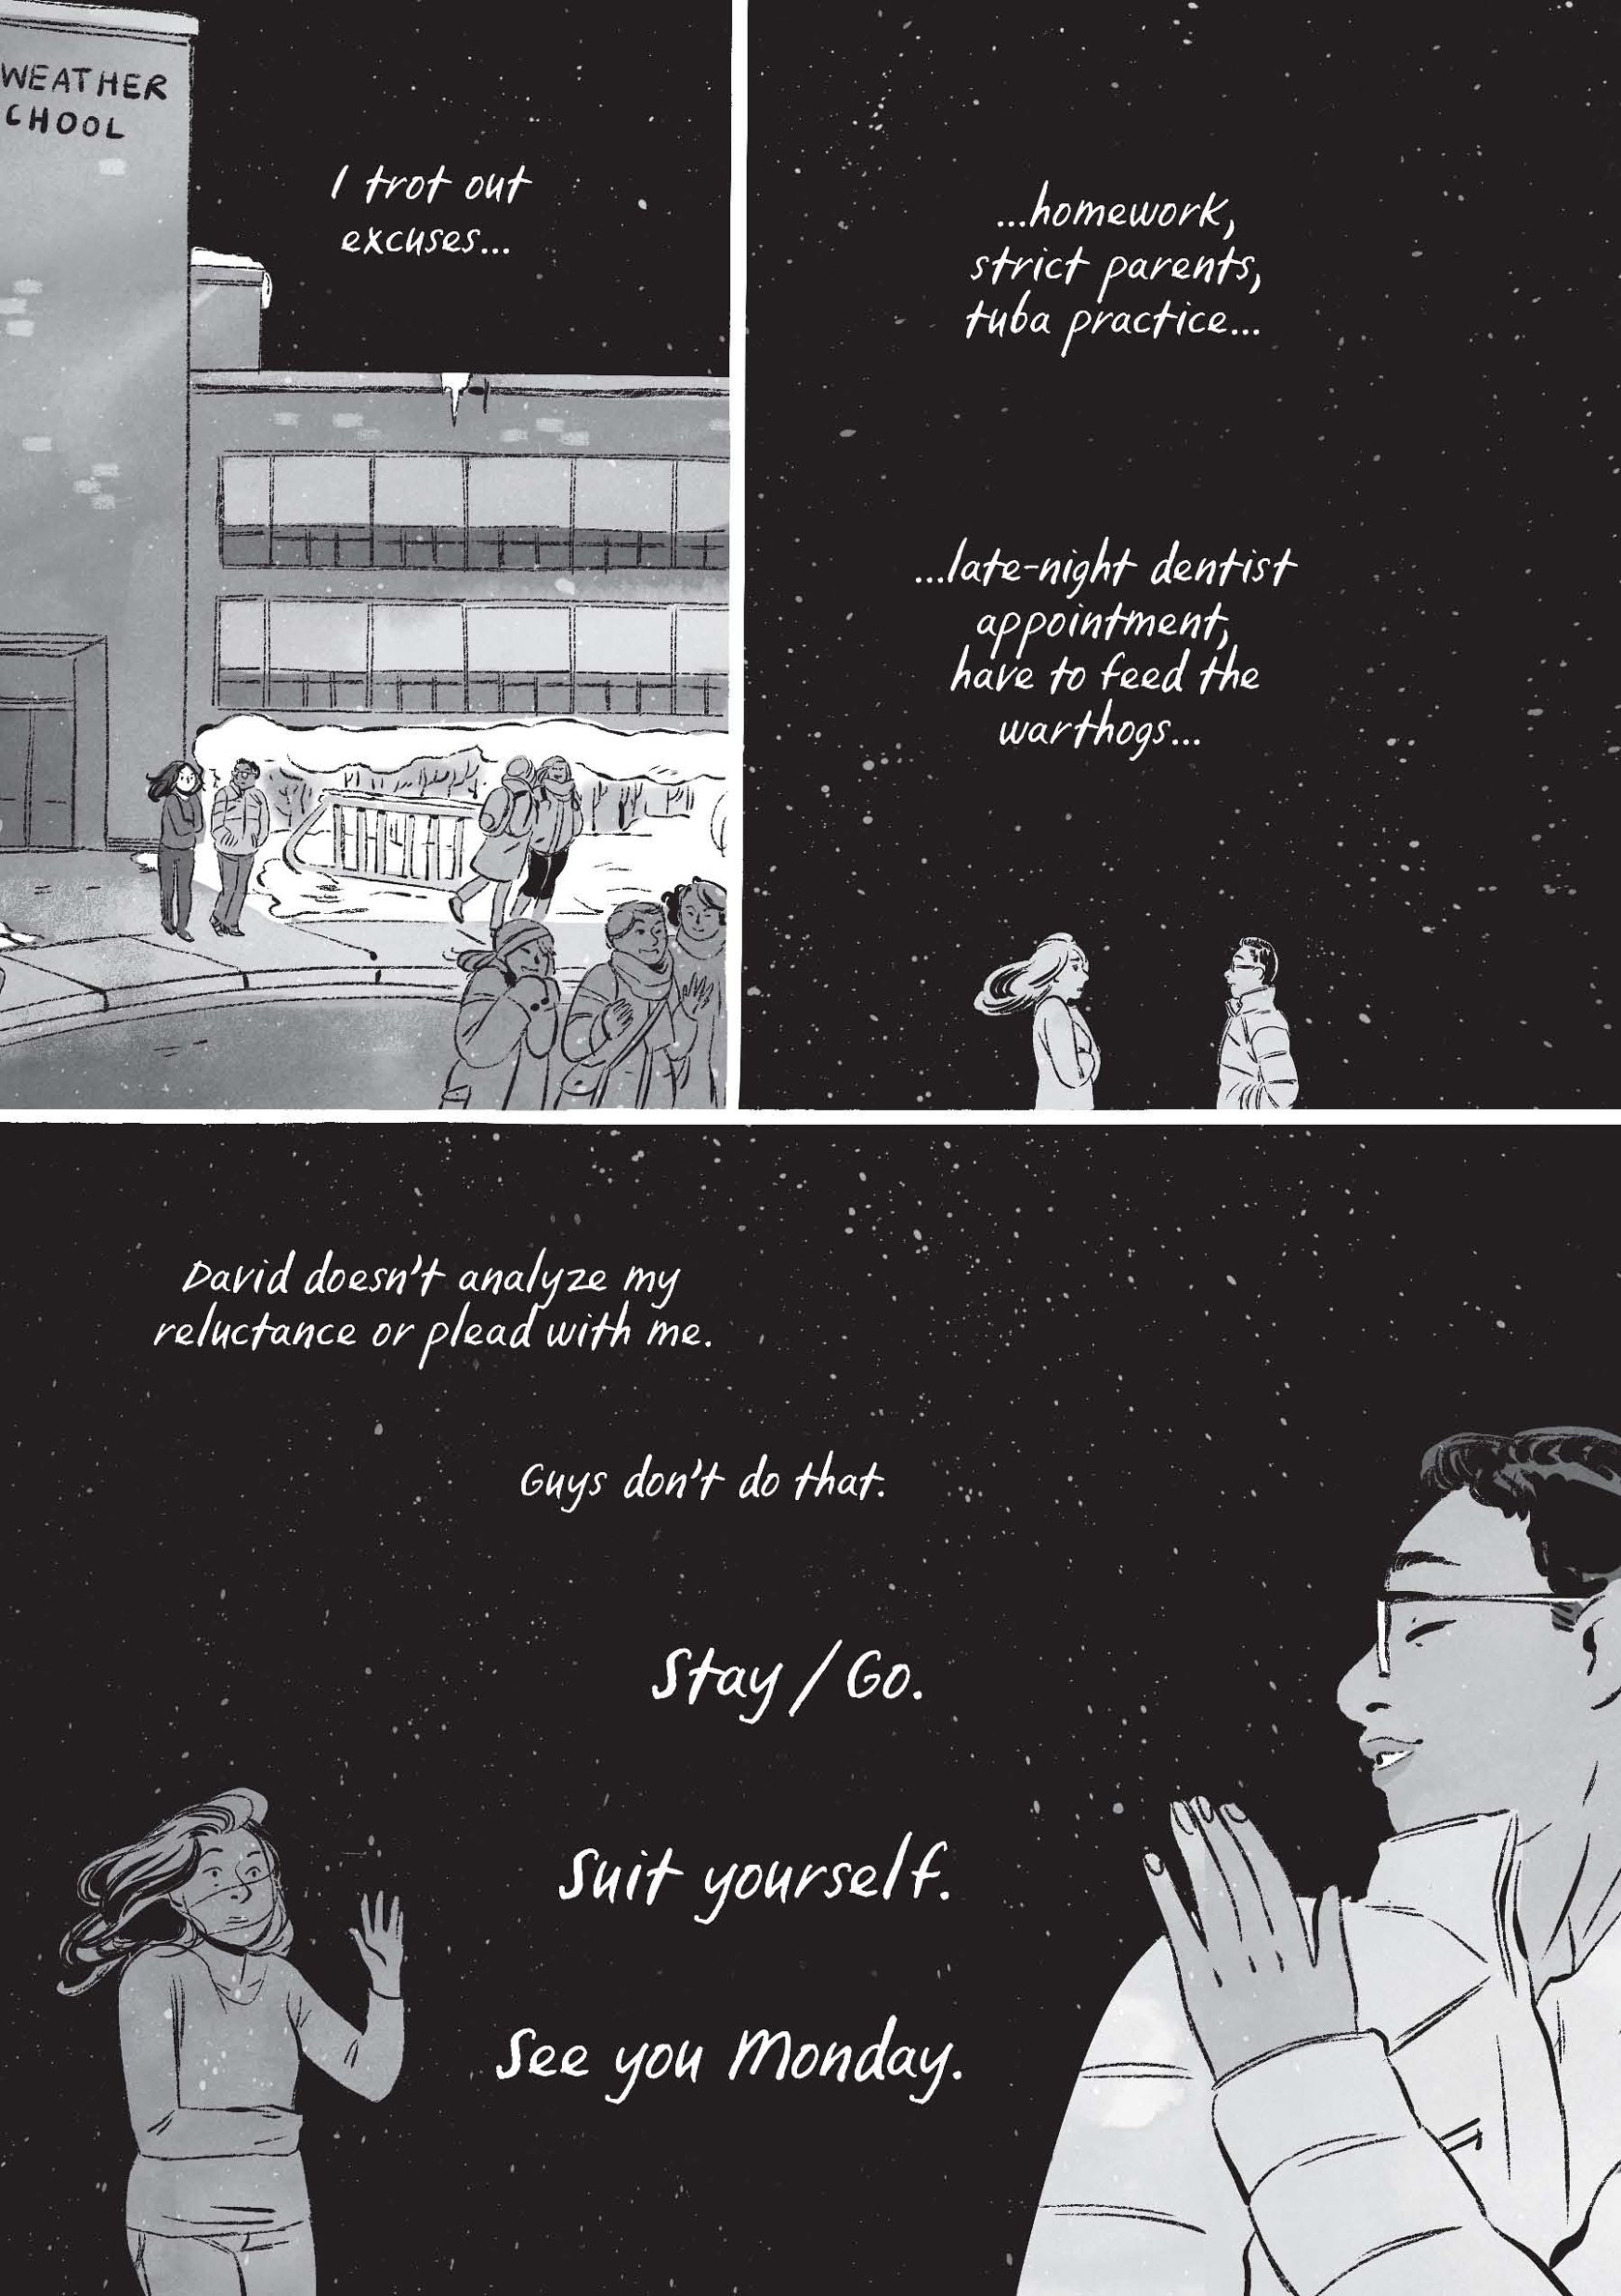 WEATHER
CHOOL
I trot out
excuses...
...homework,
strict parents,
tuba practice...
...late-night dentist
appointment,
have to feed the
warthogs...
David doesn't analyze my
reluctance or plead with me.
Guys don't do that.
Stay / Go.
Suit yourself.
See you Monday.